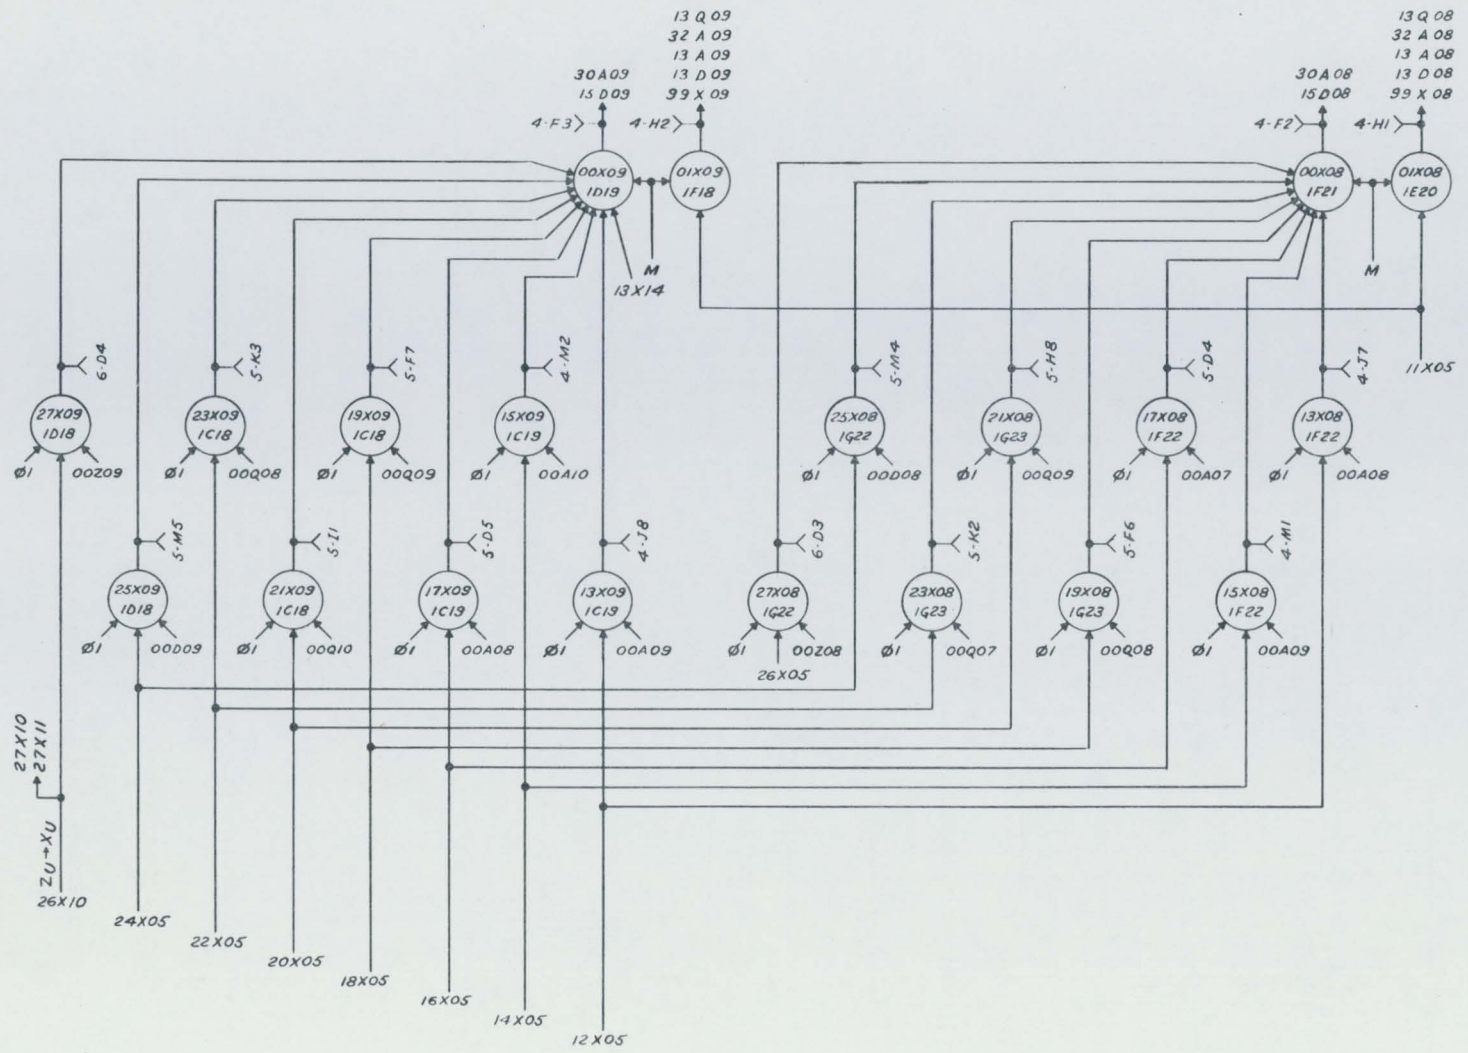 13 Q 09
32 A 09
13 A 09
13 D 09
99 X 09
30A09
15 D09
4-F3
4-H2
00X09
1D19
01X09
1F18
M
13X14
13 Q 08
32 A 08
13 A 08
13 D 08
99 X 08
30A08
15 D08
4-F2
4-H1
00X08
1F21
01X08
1E20
M
11X05
6-D4
27X09
1D18
Ø1
00Z09
5-K3
23X09
1C18
Ø1
00Q08
5-F7
19X09
1C18
Ø1
00Q09
4-M2
15X09
1C19
Ø1
00A10
5-M4
25X08
1G22
Ø1
00D08
5-H8
21X08
1G23
Ø1
00Q09
5-D4
17X08
1F22
Ø1
00A07
4-J7
13X08
1F22
Ø1
00A08
5-M5
25X09
1D18
Ø1
00D09
5-I1
21X09
1C18
Ø1
00Q10
5-D5
17X09
1C19
Ø1
00A08
4-J8
13X09
1C19
Ø1
00A09
6-D3
27X08
1G22
Ø1
00Z08
26X05
5-K2
23X08
1G23
Ø1
00Q07
5-F6
19X08
1G23
Ø1
00Q08
4-M1
15X08
1F22
Ø1
00A09
27X10
27X11
ZU→XU
26X10
24X05
22X05
20X05
18X05
16X05
14X05
12X05